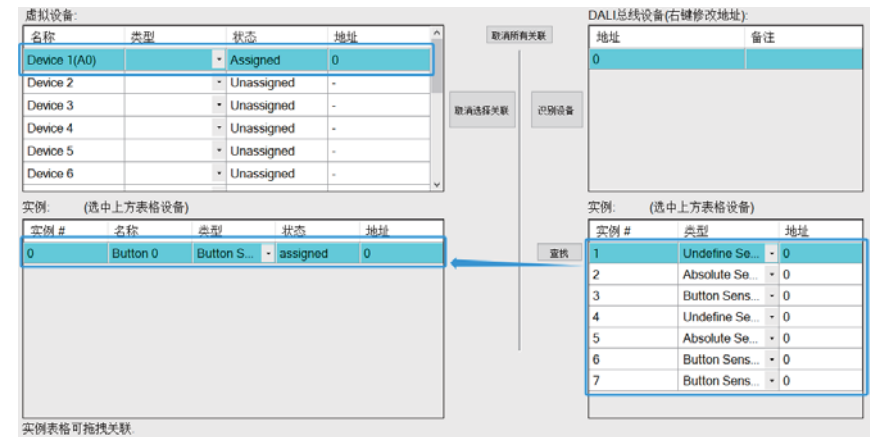 虚拟设备:
名称 类型 状态 地址
Device 1(A0) Assigned 0
Device 2 Unassigned -
Device 3 Unassigned -
Device 4 Unassigned -
Device 5 Unassigned -
Device 6 Unassigned -
取消所有关联
取消选择关联 识别设备
DALI总线设备(右键修改地址):
地址 备注
0
实例: (选中上方表格设备)
实例 # 名称 类型 状态 地址
0 Button 0 Button S... assigned 0
查找
实例: (选中上方表格设备)
实例 # 类型 地址
1 Undefine Se... 0
2 Absolute Se... 0
3 Button Sens... 0
4 Undefine Se... 0
5 Absolute Se... 0
6 Button Sens... 0
7 Button Sens... 0
实例表格可拖拽关联.